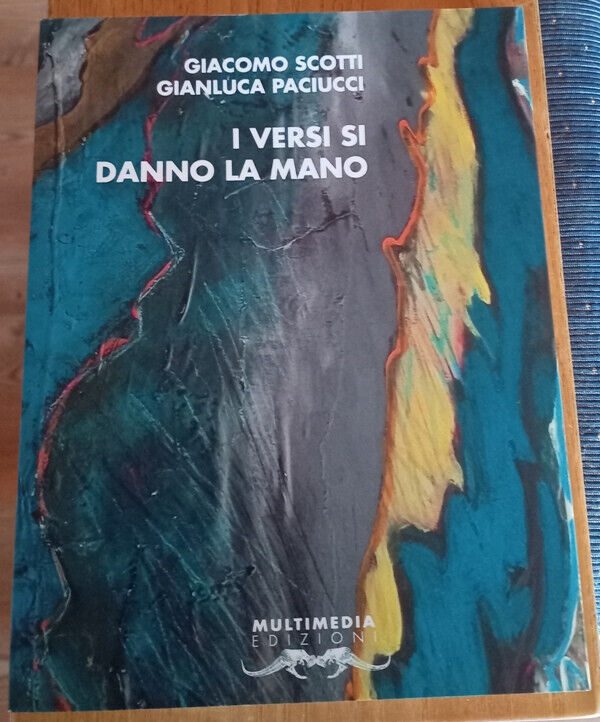 GIACOMO SCOTTI
GIANLUCA PACIUCCI
I VERSI SI
DANNO LA MANO
MULTIMEDIA
EDIZIONI